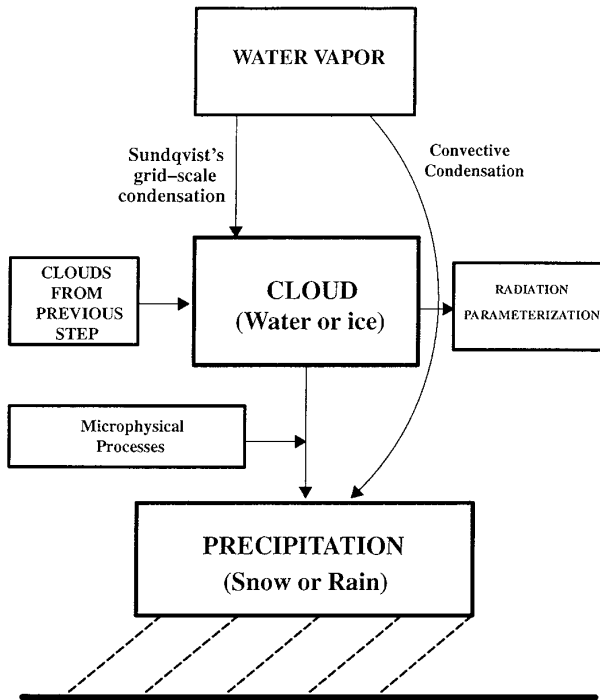 WATER VAPOR
Sundqvist's
grid-scale
condensation
Convective
Condensation
CLOUDS
FROM
PREVIOUS
STEP
CLOUD
(Water or ice)
RADIATION
PARAMETERIZATION
Microphysical
Processes
PRECIPITATION
(Snow or Rain)